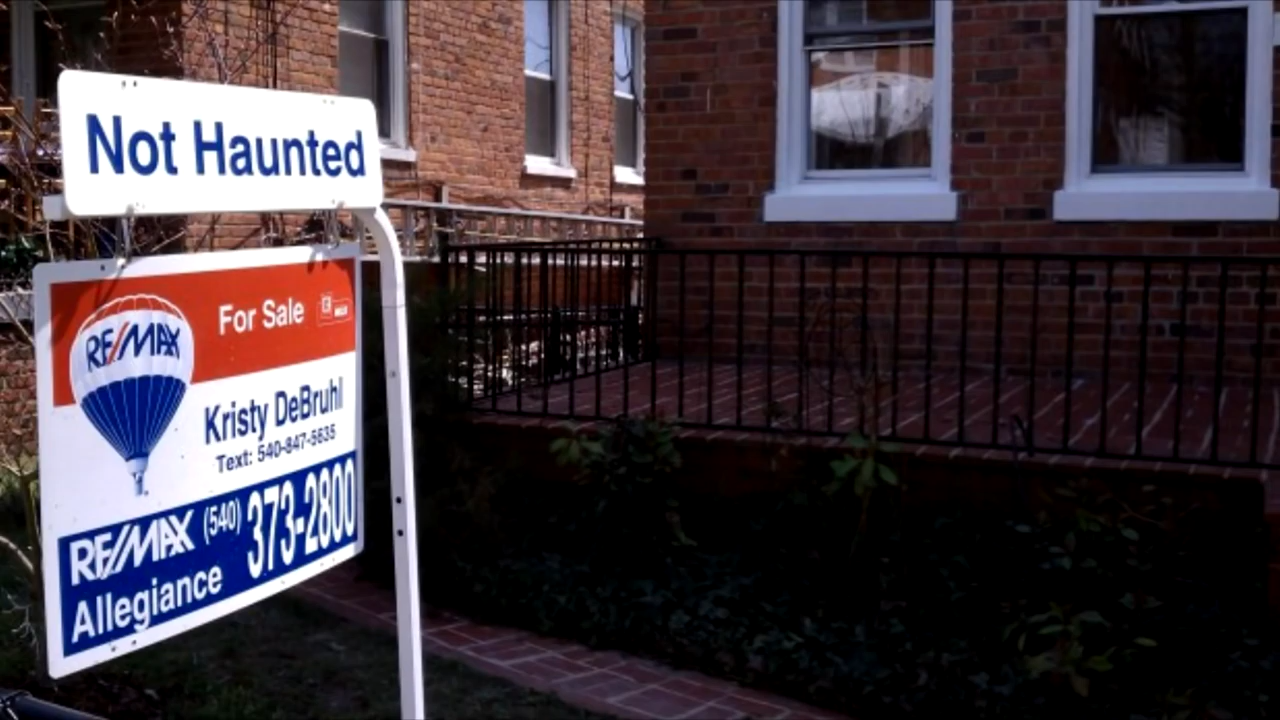 Not Haunted
For Sale
RE/MAX
Kristy DeBruhl
Text: 540-847-5635
RE/MAX (540) 373-2800
Allegiance